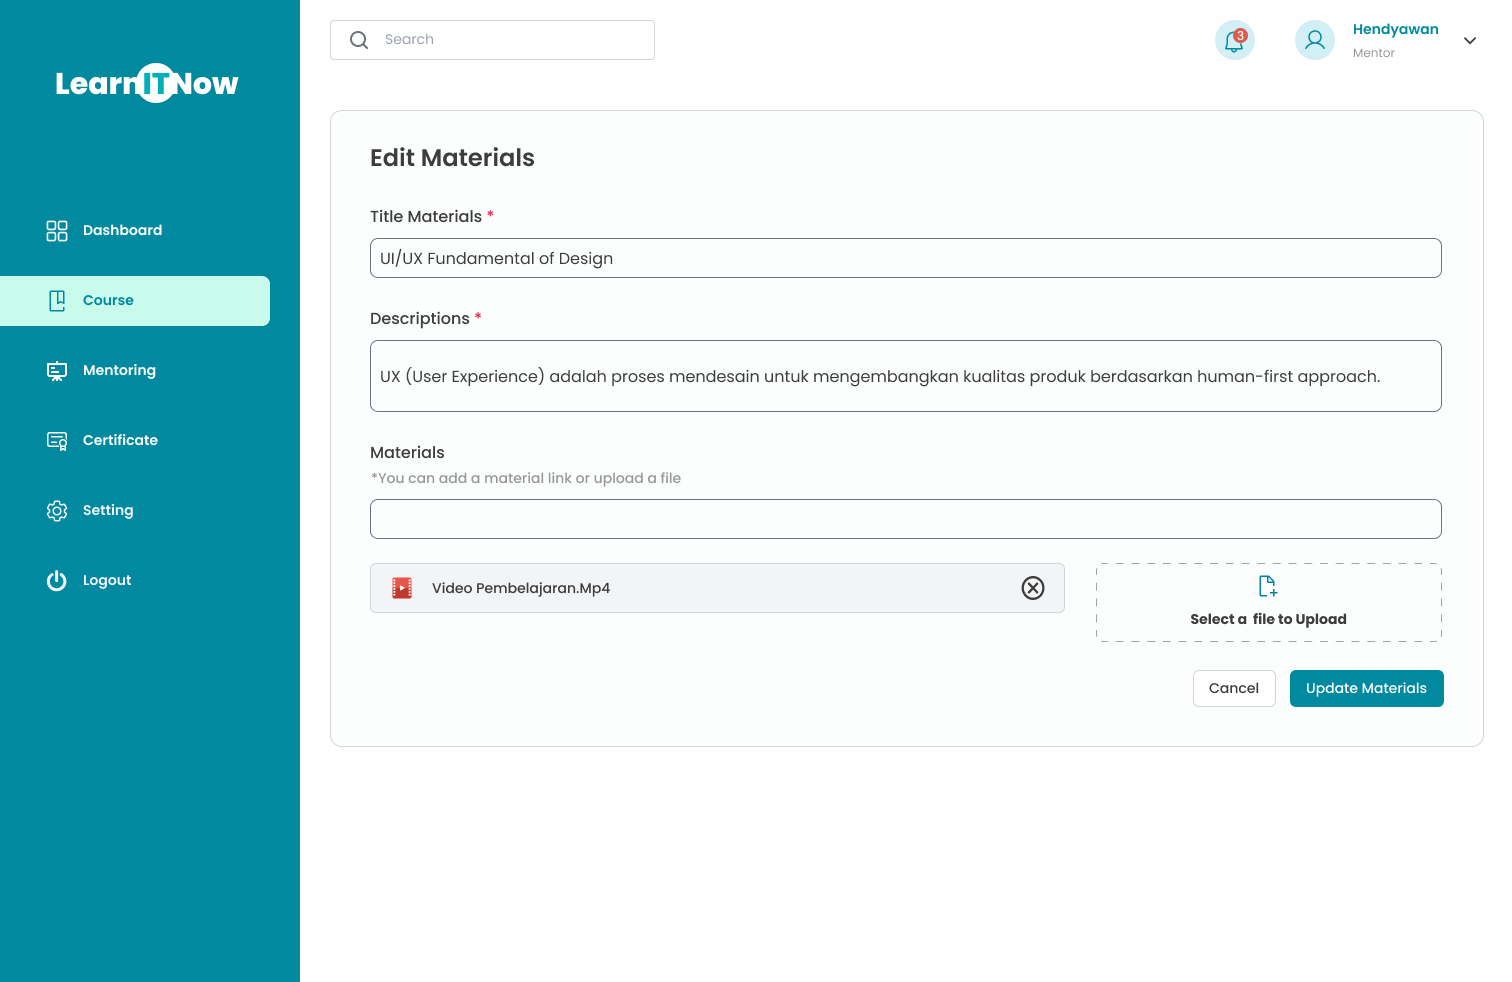 LearnITNow
Search
3
Hendyawan
Mentor
Dashboard
Course
Mentoring
Certificate
Setting
Logout
Edit Materials
Title Materials *
UI/UX Fundamental of Design
Descriptions *
UX (User Experience) adalah proses mendesain untuk mengembangkan kualitas produk berdasarkan human-first approach.
Materials
*You can add a material link or upload a file
Video Pembelajaran.Mp4
Select a file to Upload
Cancel
Update Materials